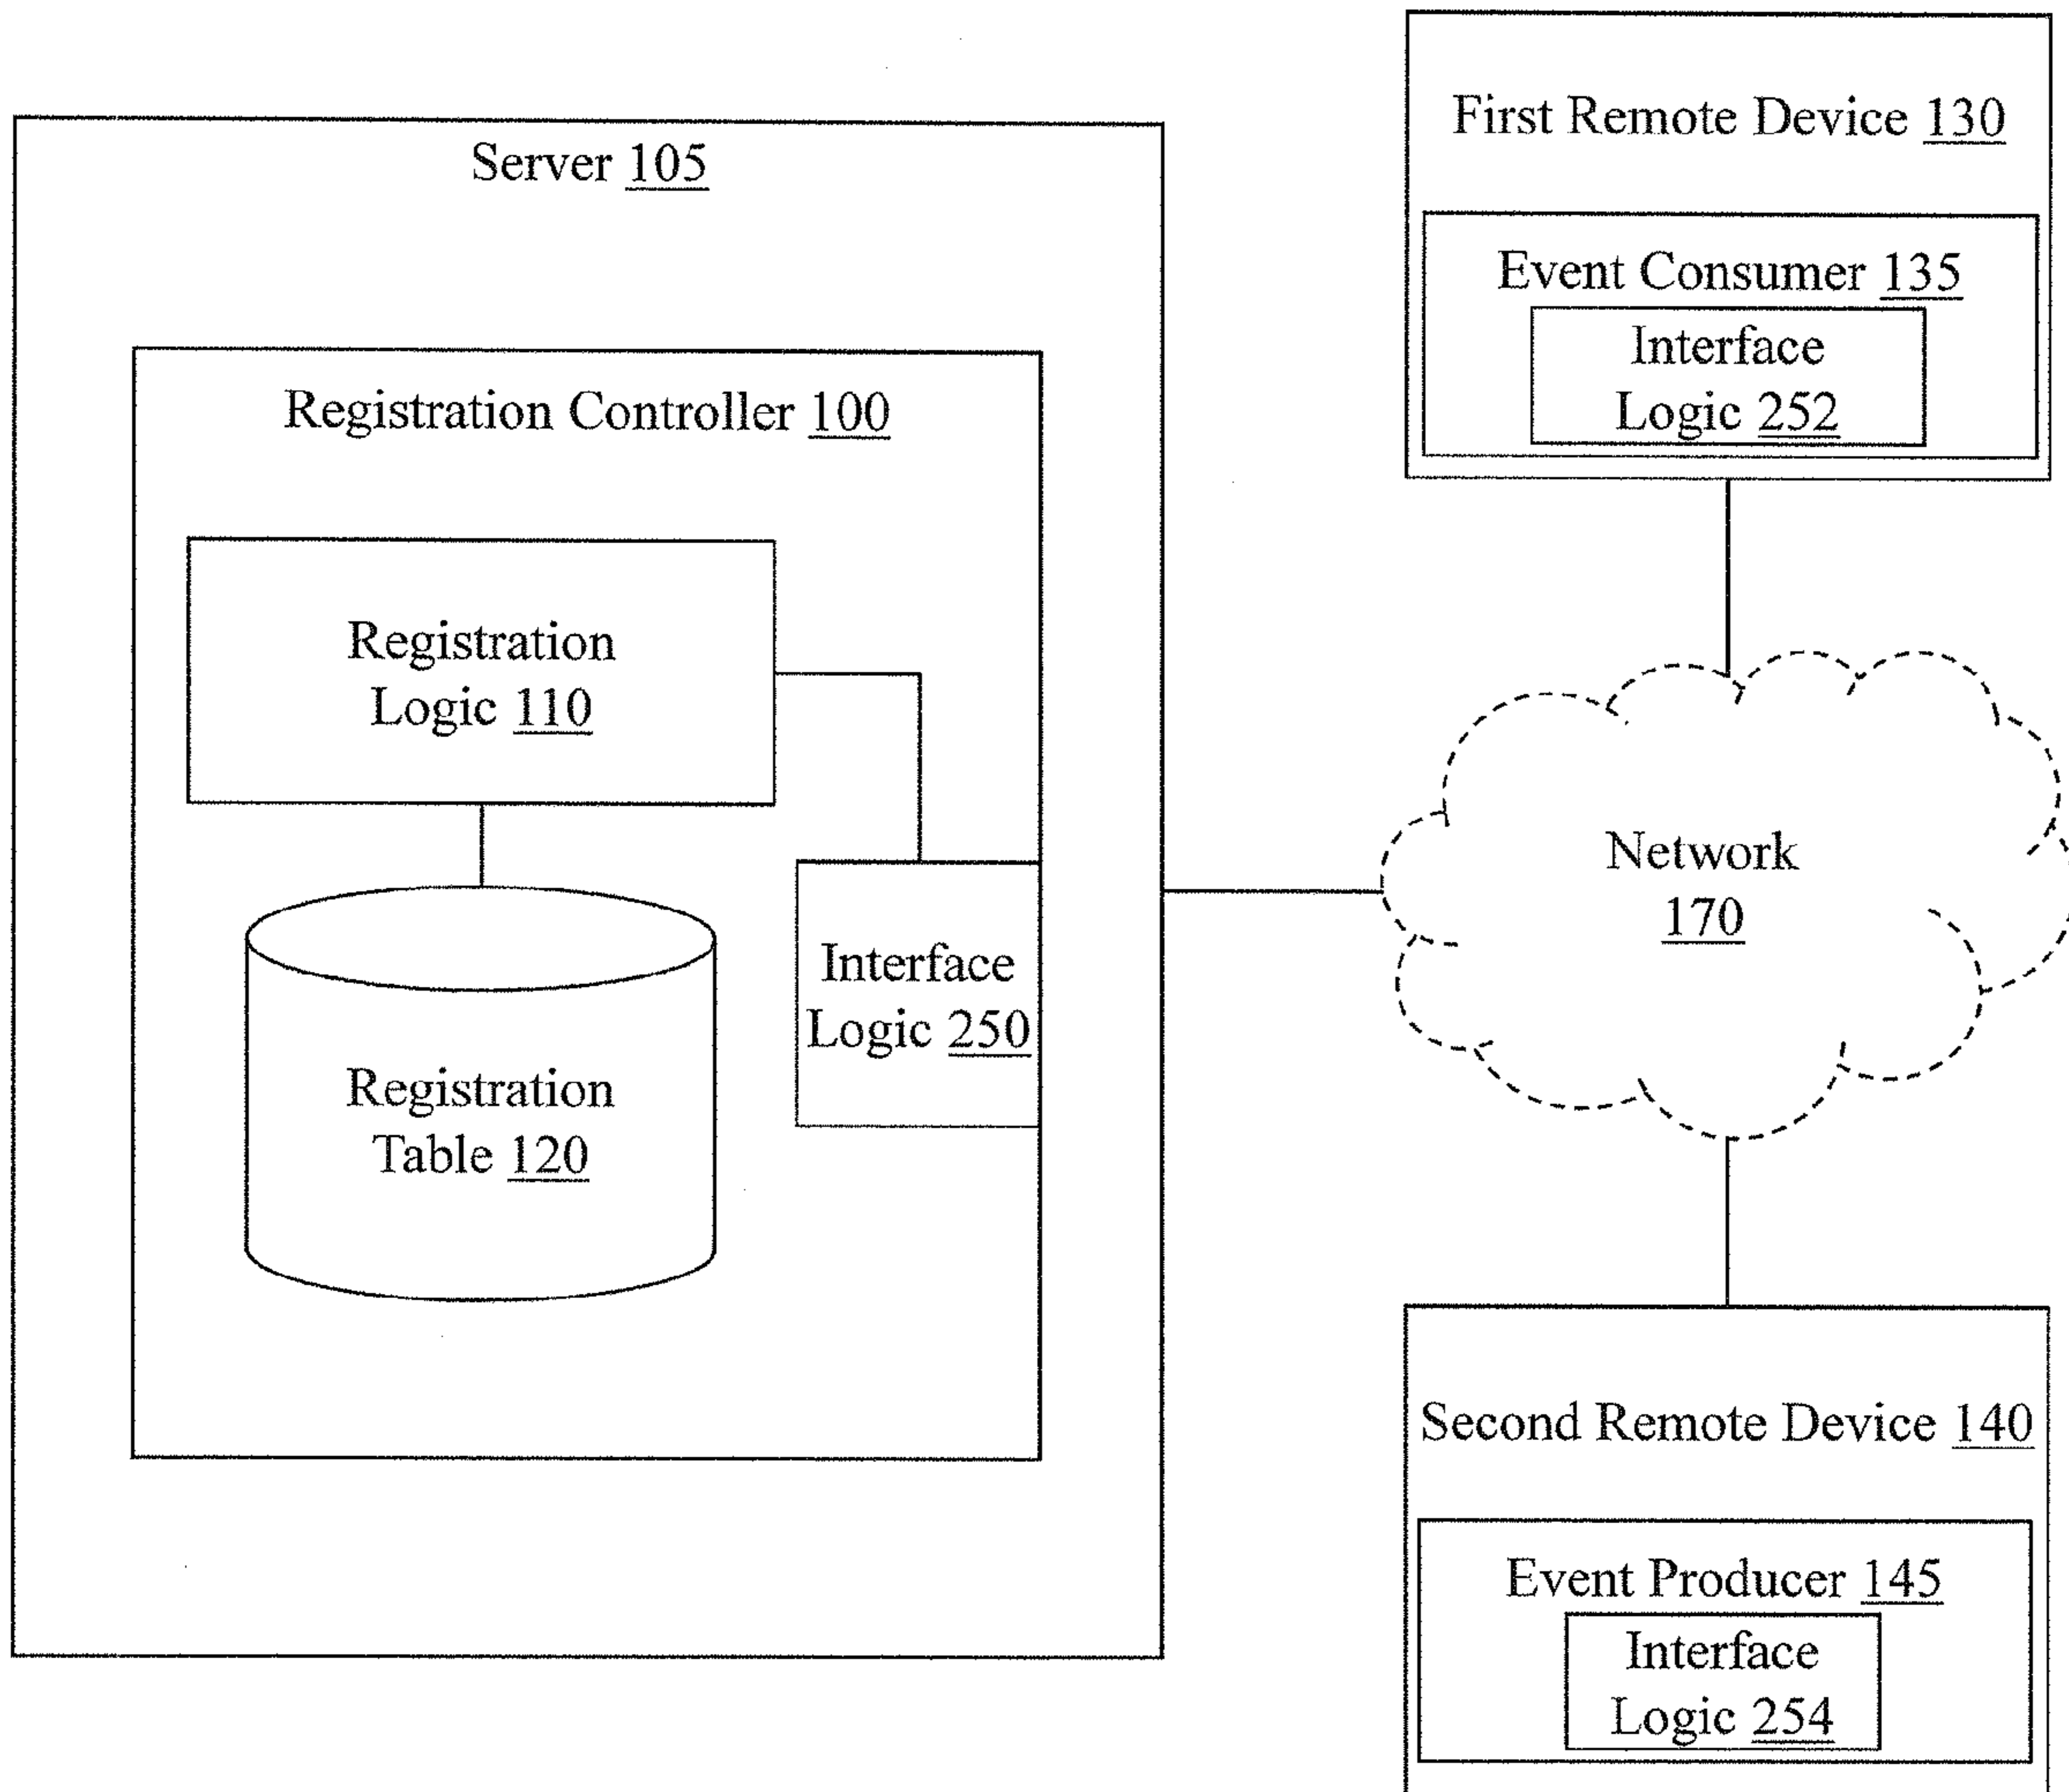 Server 105
Registration Controller 100
Registration
Logic 110
Interface
Logic 250
Registration
Table 120
First Remote Device 130
Event Consumer 135
Interface
Logic 252
Network
170
Second Remote Device 140
Event Producer 145
Interface
Logic 254